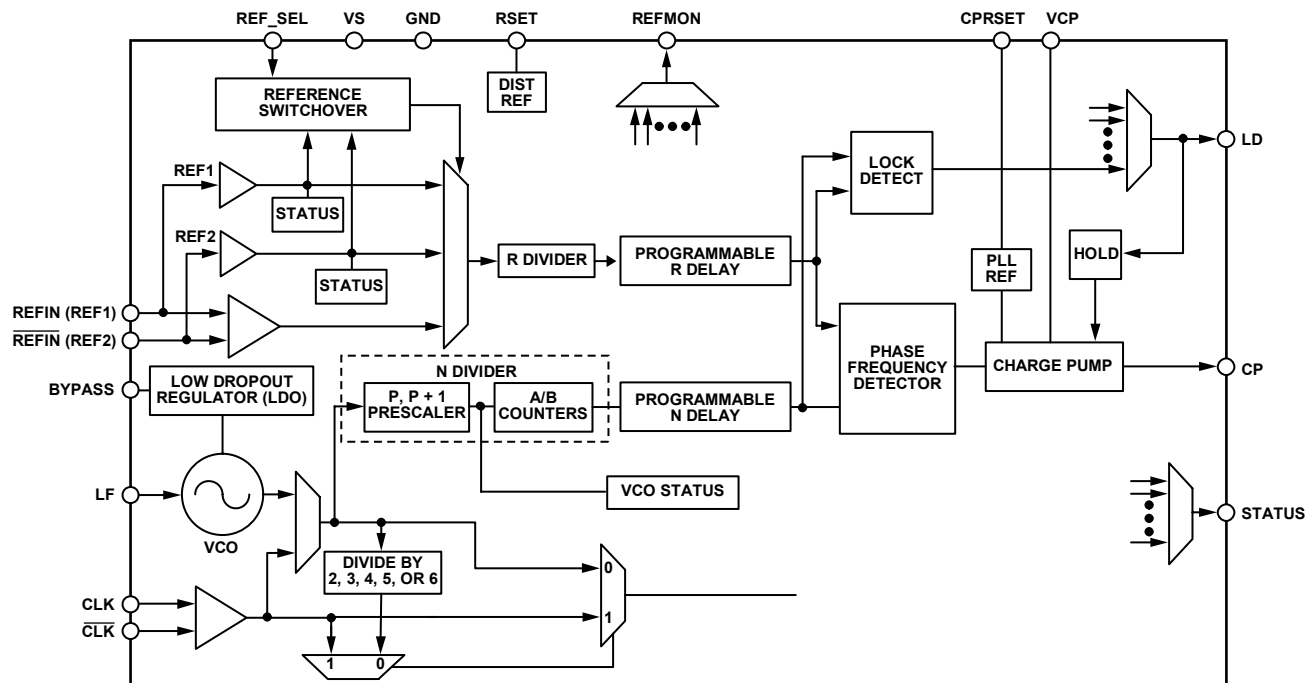 REF_SEL
VS
GND
RSET
REFMON
CPRSET
VCP
REFERENCE
SWITCHOVER
DIST
REF
REF1
STATUS
REF2
STATUS
LOCK
DETECT
LD
R DIVIDER
PROGRAMMABLE
R DELAY
PLL
REF
HOLD
REFIN (REF1)
REFIN (REF2)
BYPASS
LOW DROPOUT
REGULATOR (LDO)
N DIVIDER
P, P + 1
PRESCALER
A/B
COUNTERS
PROGRAMMABLE
N DELAY
PHASE
FREQUENCY
DETECTOR
CHARGE PUMP
CP
LF
VCO
VCO STATUS
STATUS
DIVIDE BY
2, 3, 4, 5, OR 6
0
1
CLK
CLK
1 0